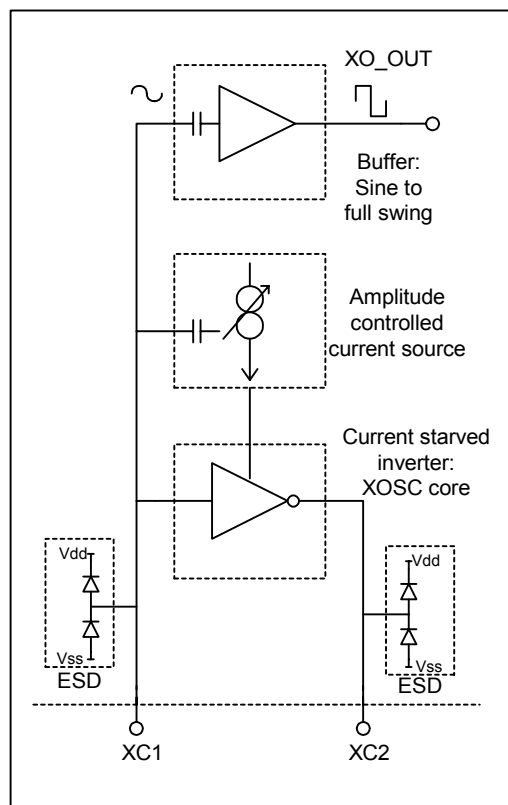 XO_OUT
Buffer:
Sine to
full swing
Amplitude
controlled
current source
Current starved
inverter:
XOSC core
Vdd
Vss
ESD
Vdd
Vss
ESD
XC1
XC2